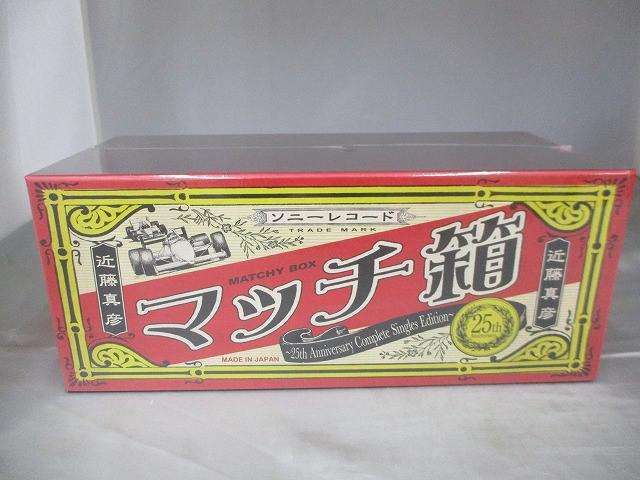 ソニーレコード
TRADE MARK
近藤真彦
MATCHY BOX
マッチ箱
近藤真彦
~25th Anniversary Complete Singles Edition~
25th
MADE IN JAPAN